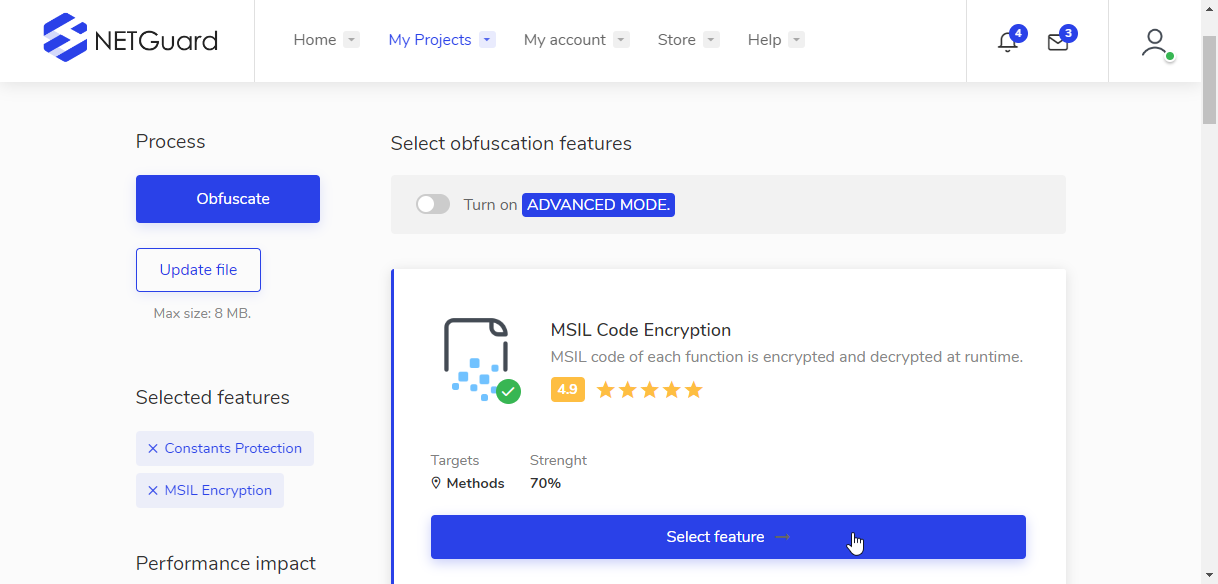 NETGuard
Home
My Projects
My account
Store
Help
4
3
Process
Obfuscate
Update file
Max size: 8 MB.
Selected features
Constants Protection
MSIL Encryption
Performance impact
Select obfuscation features
Turn on ADVANCED MODE.
MSIL Code Encryption
MSIL code of each function is encrypted and decrypted at runtime.
4.9
Targets
Methods
Strenght
70%
Select feature